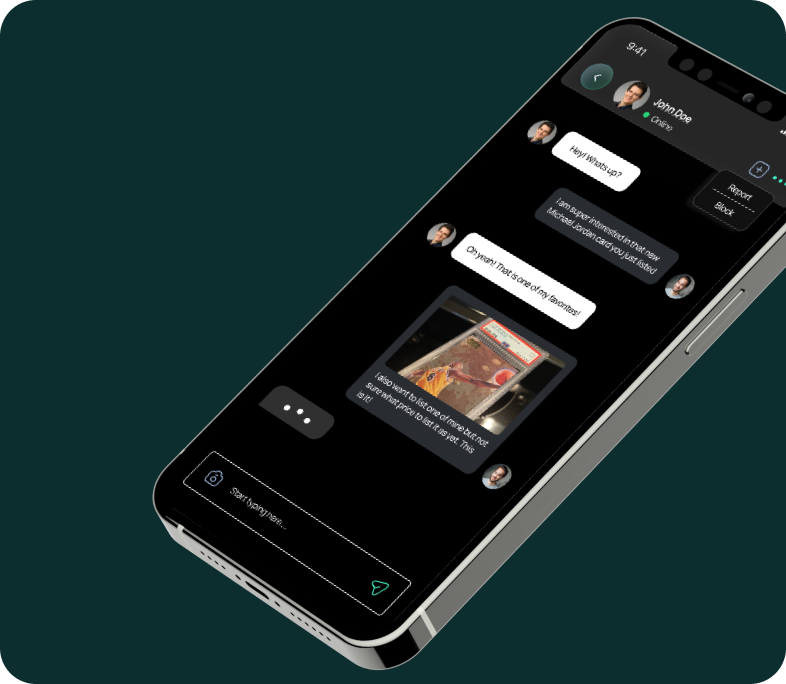 9:41
John Doe
Online
Report
Block
Hey! Whats up?
I am super interested in that new
Michael Jordan card you just listed
Oh yeah! That is one of my favorites!
I also want to list one of mine but not
sure what price to list it as yet. This
is it!
Start typing here...